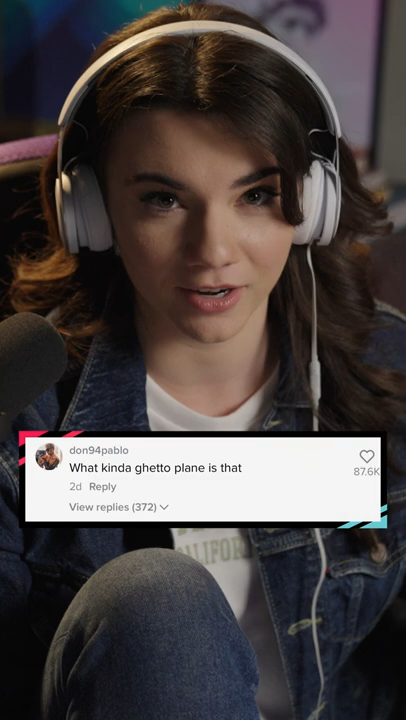 don94pablo
What kinda ghetto plane is that
2d Reply
87.6K
View replies (372)